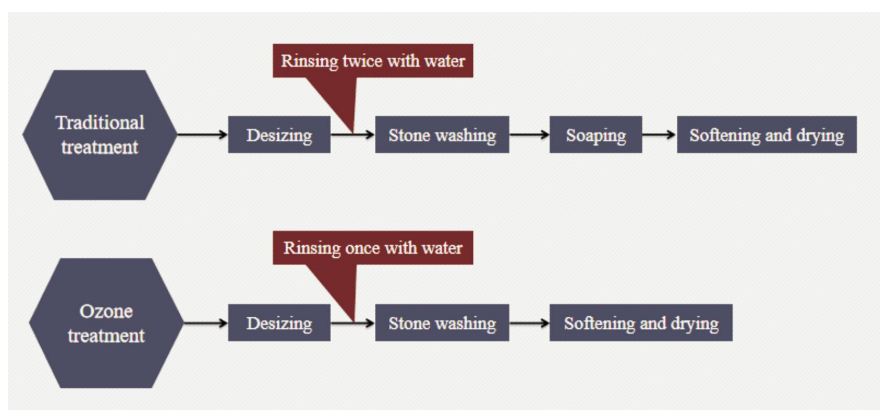 Rinsing twice with water
Traditional
treatment
Desizing
Stone washing
Soaping
Softening and drying
Rinsing once with water
Ozone
treatment
Desizing
Stone washing
Softening and drying